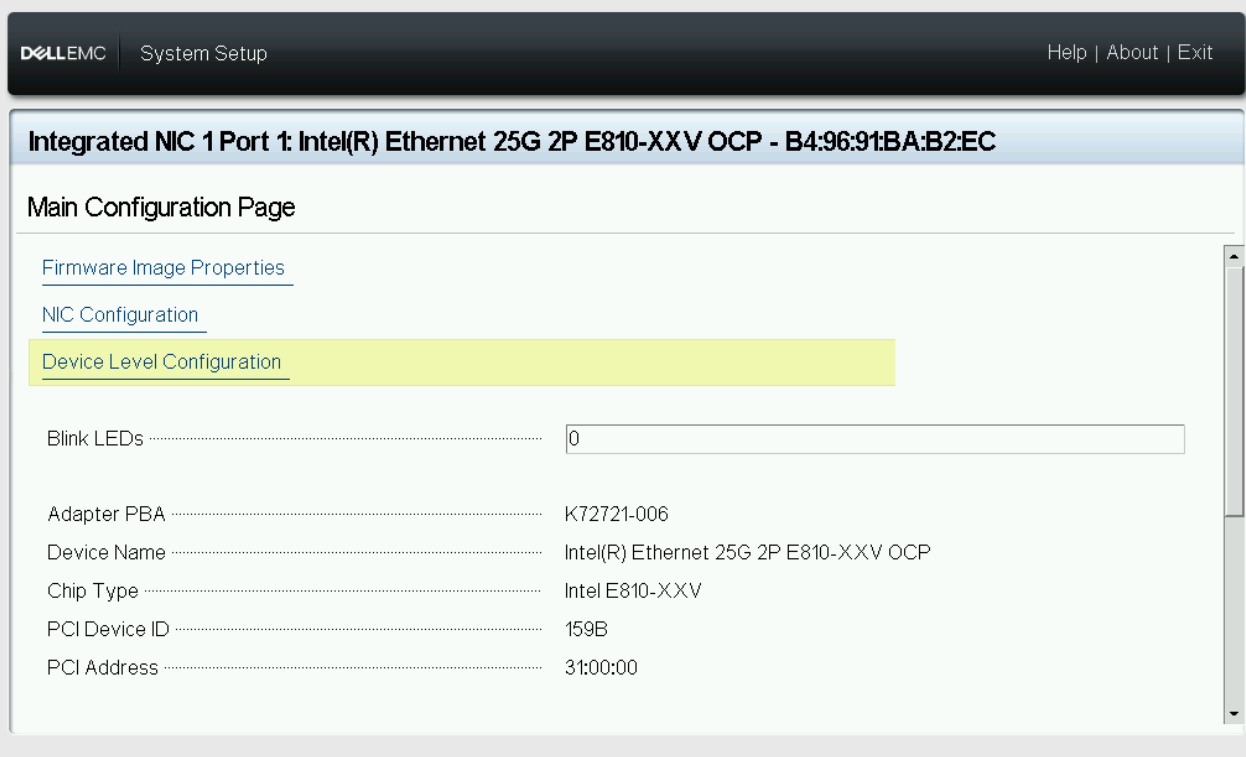 DELLEMC System Setup Help | About | Exit
Integrated NIC 1 Port 1: Intel(R) Ethernet 25G 2P E810-XXV OCP - B4:96:91:BA:B2:EC
Main Configuration Page
Firmware Image Properties
NIC Configuration
Device Level Configuration
Blink LEDs 0
Adapter PBA K72721-006
Device Name Intel(R) Ethernet 25G 2P E810-XXV OCP
Chip Type Intel E810-XXV
PCI Device ID 159B
PCI Address 31:00:00